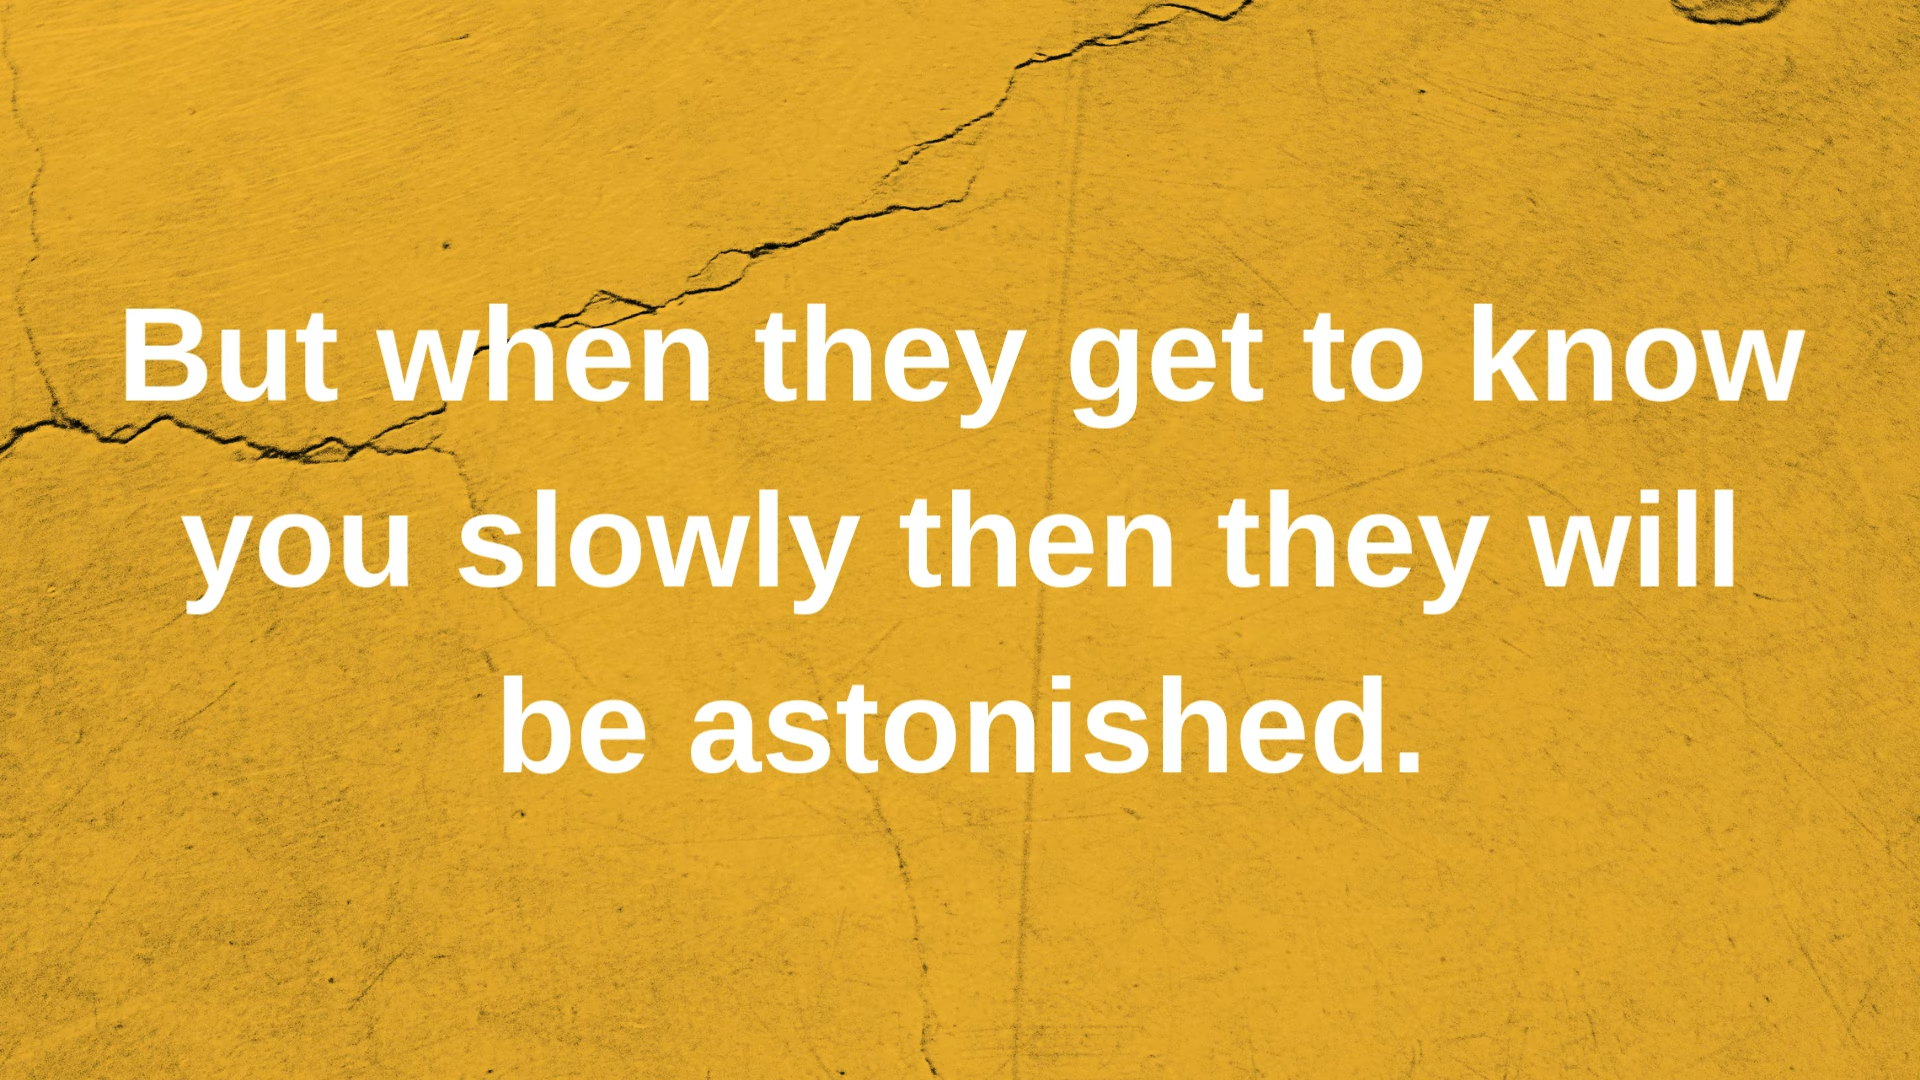 But when they get to know
you slowly then they will
be astonished.